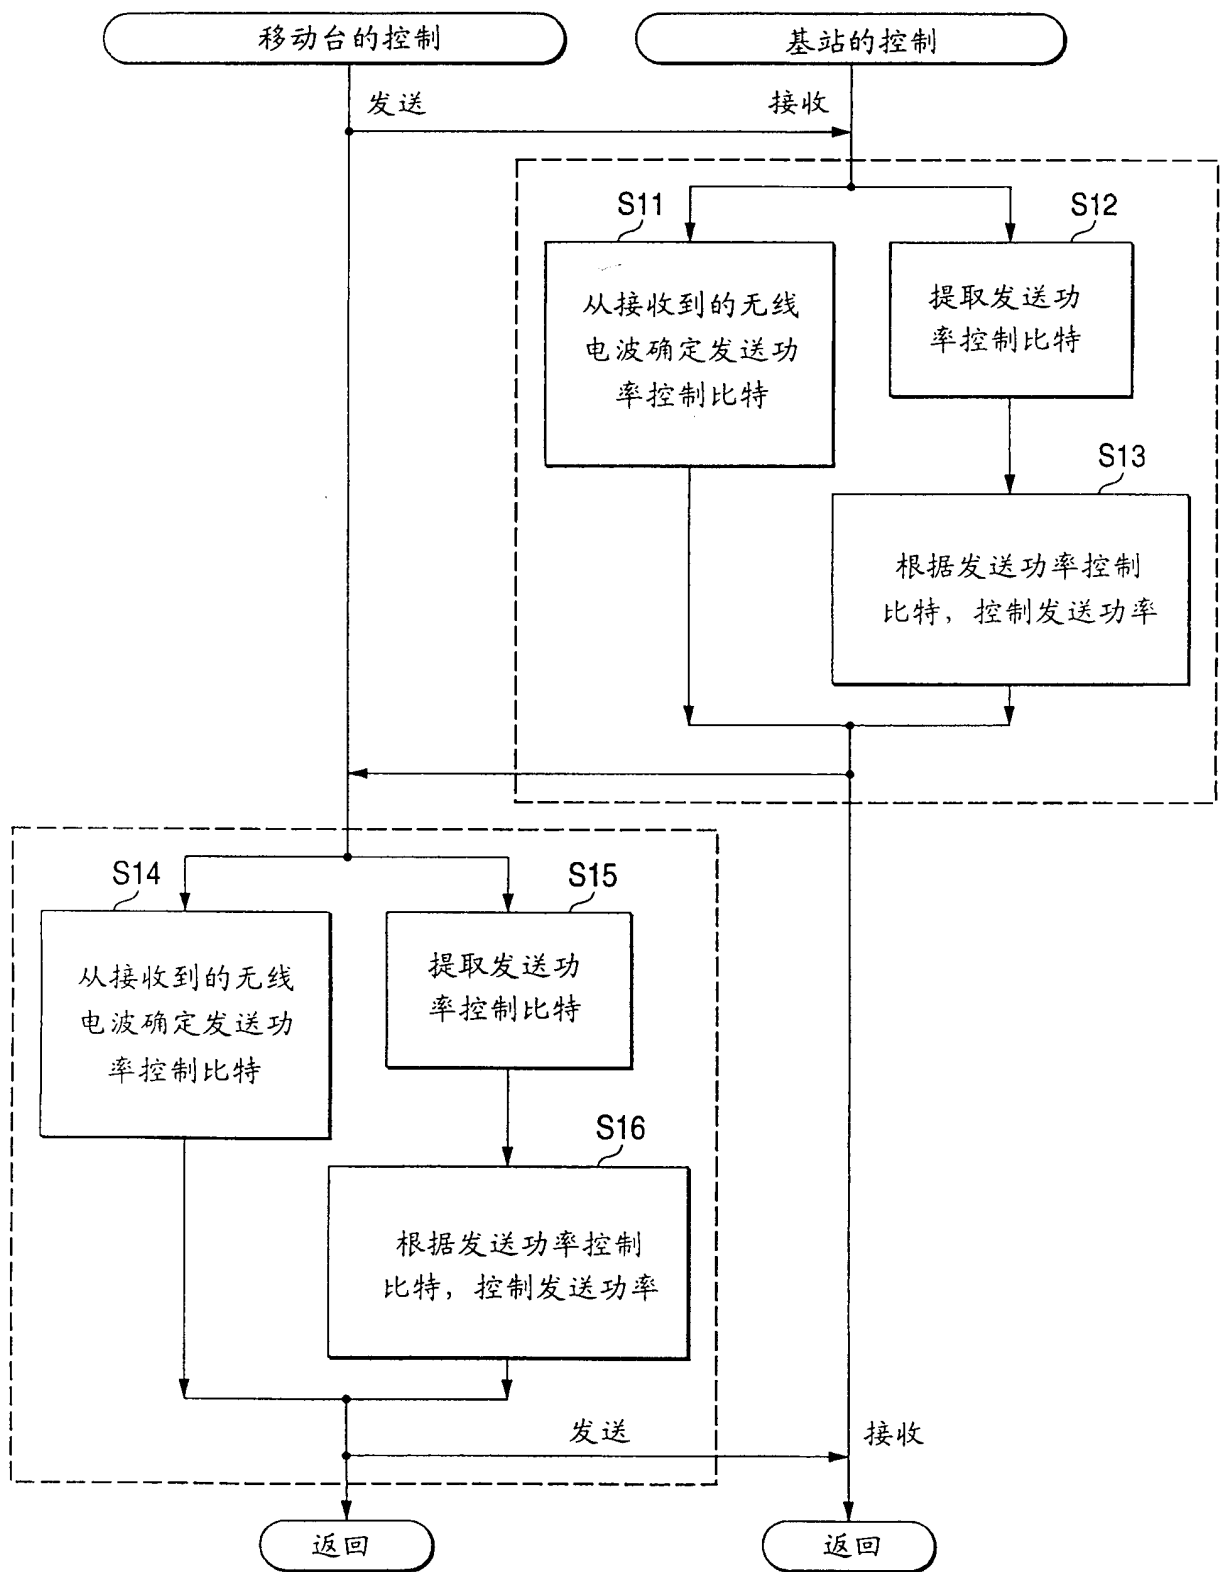 移动台的控制
基站的控制
发送
接收
S11
S12
从接收到的无线
电波确定发送功
率控制比特
提取发送功
率控制比特
S13
根据发送功率控制
比特，控制发送功率
S14
S15
从接收到的无线
电波确定发送功
率控制比特
提取发送功
率控制比特
S16
根据发送功率控制
比特，控制发送功率
发送
接收
返回
返回